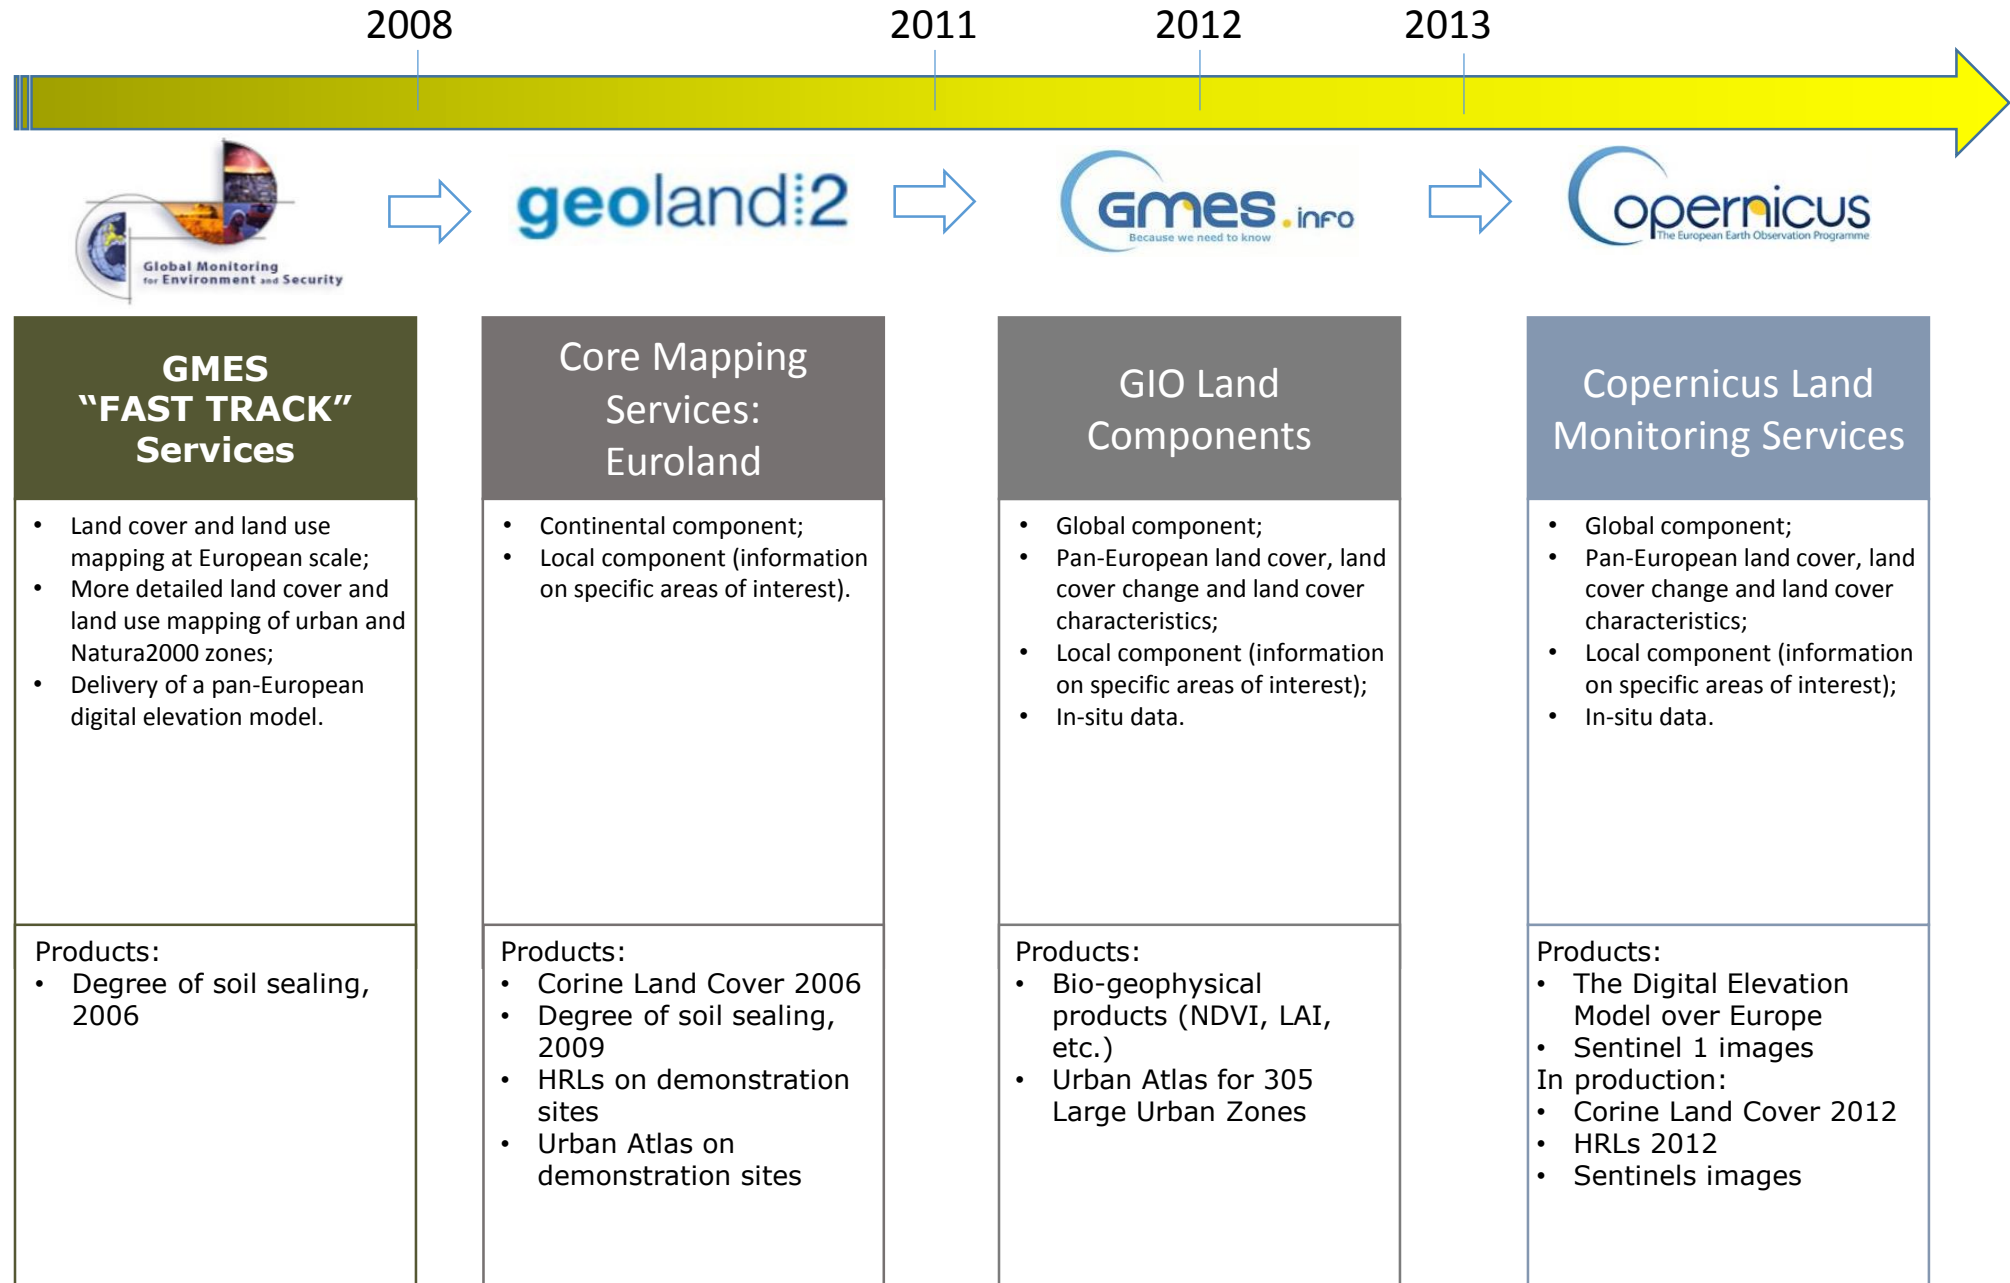 2008
2011
2012
2013
Global Monitoring
for Environment and Security
geoland2
GMES.info
Because we need to know
Copernicus
The European Earth Observation Programme
GMES
“FAST TRACK”
Services
• Land cover and land use
mapping at European scale;
• More detailed land cover and
land use mapping of urban and
Natura2000 zones;
• Delivery of a pan-European
digital elevation model.
Products:
• Degree of soil sealing,
2006
Core Mapping
Services:
Euroland
• Continental component;
• Local component (information
on specific areas of interest).
Products:
• Corine Land Cover 2006
• Degree of soil sealing,
2009
• HRLs on demonstration
sites
• Urban Atlas on
demonstration sites
GIO Land
Components
• Global component;
• Pan-European land cover, land
cover change and land cover
characteristics;
• Local component (information
on specific areas of interest);
• In-situ data.
Products:
• Bio-geophysical
products (NDVI, LAI,
etc.)
• Urban Atlas for 305
Large Urban Zones
Copernicus Land
Monitoring Services
• Global component;
• Pan-European land cover, land
cover change and land cover
characteristics;
• Local component (information
on specific areas of interest);
• In-situ data.
Products:
• The Digital Elevation
Model over Europe
• Sentinel 1 images
In production:
• Corine Land Cover 2012
• HRLs 2012
• Sentinels images